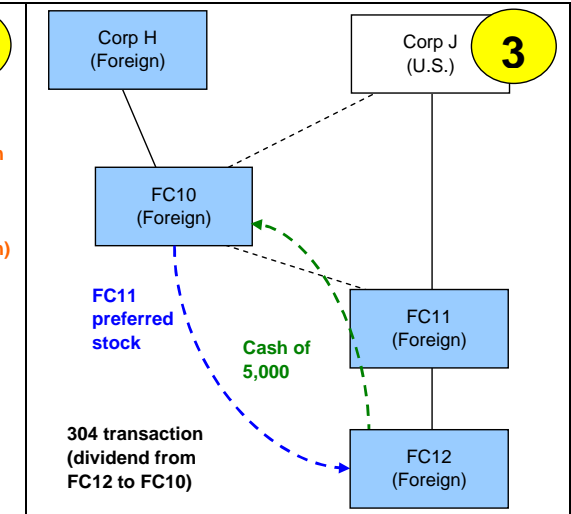 Corp H
(Foreign)
Corp J
(U.S.)
3
n
n)
FC10
(Foreign)
FC11
preferred
stock
Cash of
5,000
FC11
(Foreign)
304 transaction
(dividend from
FC12 to FC10)
FC12
(Foreign)